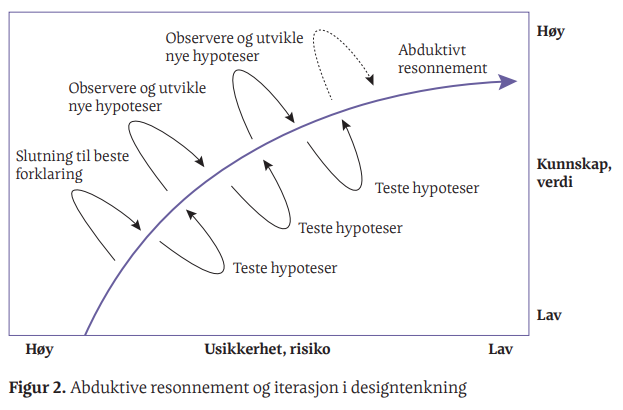 Observere og utvikle
nye hypoteser
Abduktivt
resonnement
Høy
Observere og utvikle
nye hypoteser
Slutning til beste
forklaring
Kunnskap,
verdi
Teste hypoteser
Teste hypoteser
Teste hypoteser
Lav
Høy
Usikkerhet, risiko
Lav
Figur 2. Abduktive resonnement og iterasjon i designtenkning